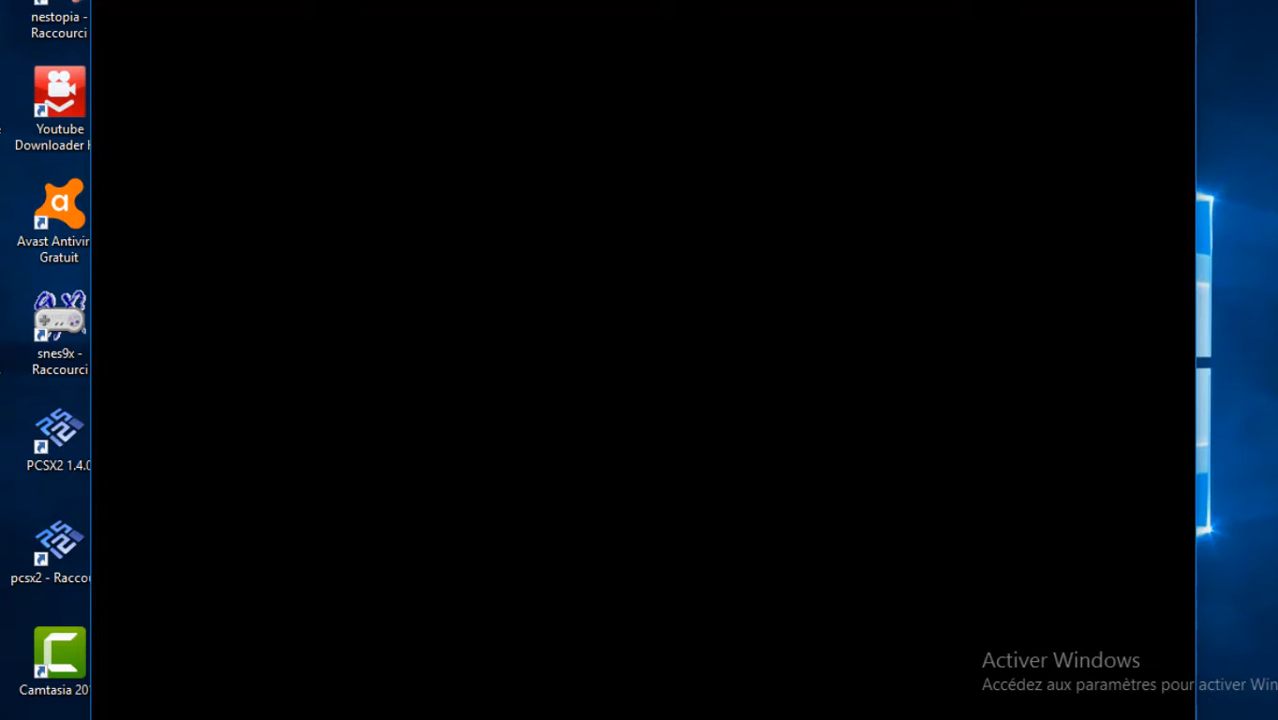 nestopia -
Raccourci
Youtube
Downloader
Avast Antivir
Gratuit
snes9x -
Raccourci
PCSX2 1.4.0
pcsx2 - Racco
Camtasia 20
Activer Windows
Accédez aux paramètres pour activer Win